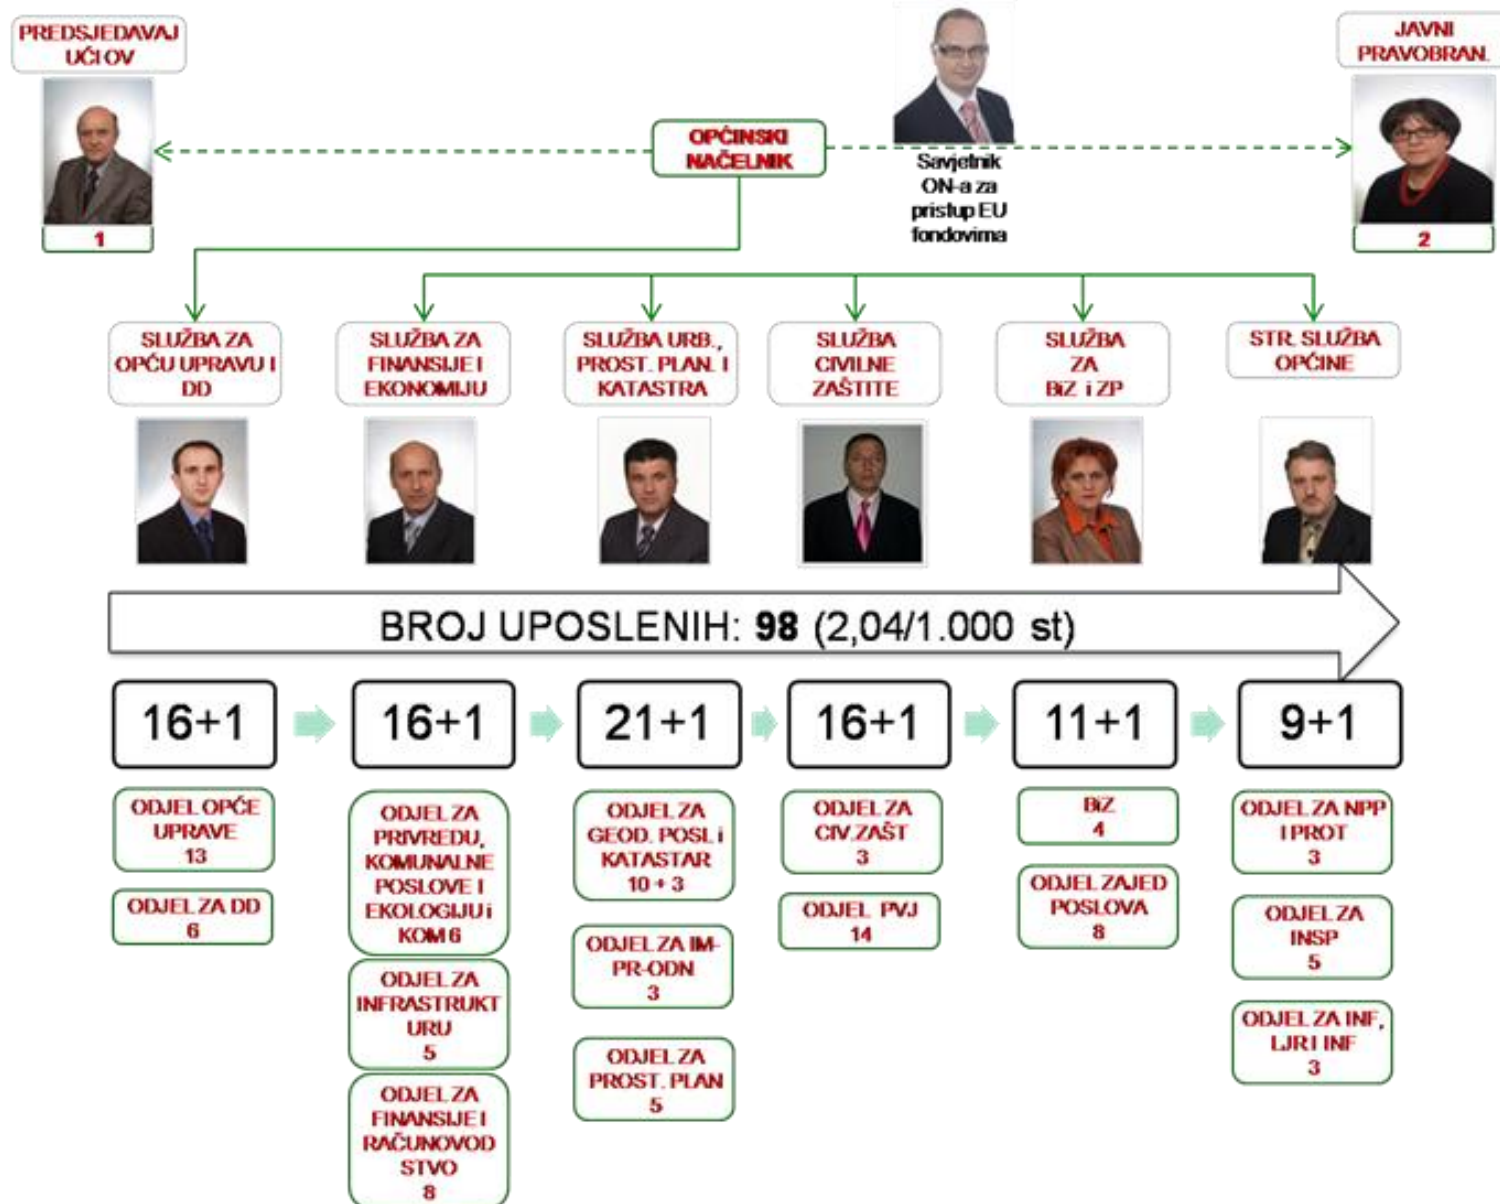 PREDSJEDAVAJ
UĆI OV
1
OPĆINSKI
NAČELNIK
Savjetnik
ON-a za
pristup EU
fondovima
JAVNI
PRAVOBRAN.
2
SLUŽBA ZA
OPĆU UPRAVU I
DD
SLUŽBA ZA
FINANSIJE I
EKONOMIJU
SLUŽBA URB.,
PROST. PLAN. I
KATASTRA
SLUŽBA
CIVILNE
ZAŠTITE
SLUŽBA
ZA
BiZ i ZP
STR. SLUŽBA
OPĆINE
BROJ UPOSLENIH: 98 (2,04/1.000 st)
16+1
16+1
21+1
16+1
11+1
9+1
ODJEL OPĆE
UPRAVE
13
ODJEL ZA DD
6
ODJEL ZA
PRIVREDU,
KOMUNALNE
POSLOVE I
EKOLOGIJU i
KOM 6
ODJEL ZA
INFRASTRUKT
URU
5
ODJEL ZA
FINANSIJE I
RAČUNOVOD
STVO
8
ODJEL ZA
GEOD. POSL i
KATASTAR
10 + 3
ODJEL ZA IM-
PR-ODN
3
ODJEL ZA
PROST. PLAN
5
ODJEL ZA
CIV.ZAŠT
3
ODJEL PVJ
14
BiZ
4
ODJEL ZAJED
POSLOVA
8
ODJEL ZA NPP
I PROT
3
ODJEL ZA
INSP
5
ODJEL ZA INF,
LJR I INF
3